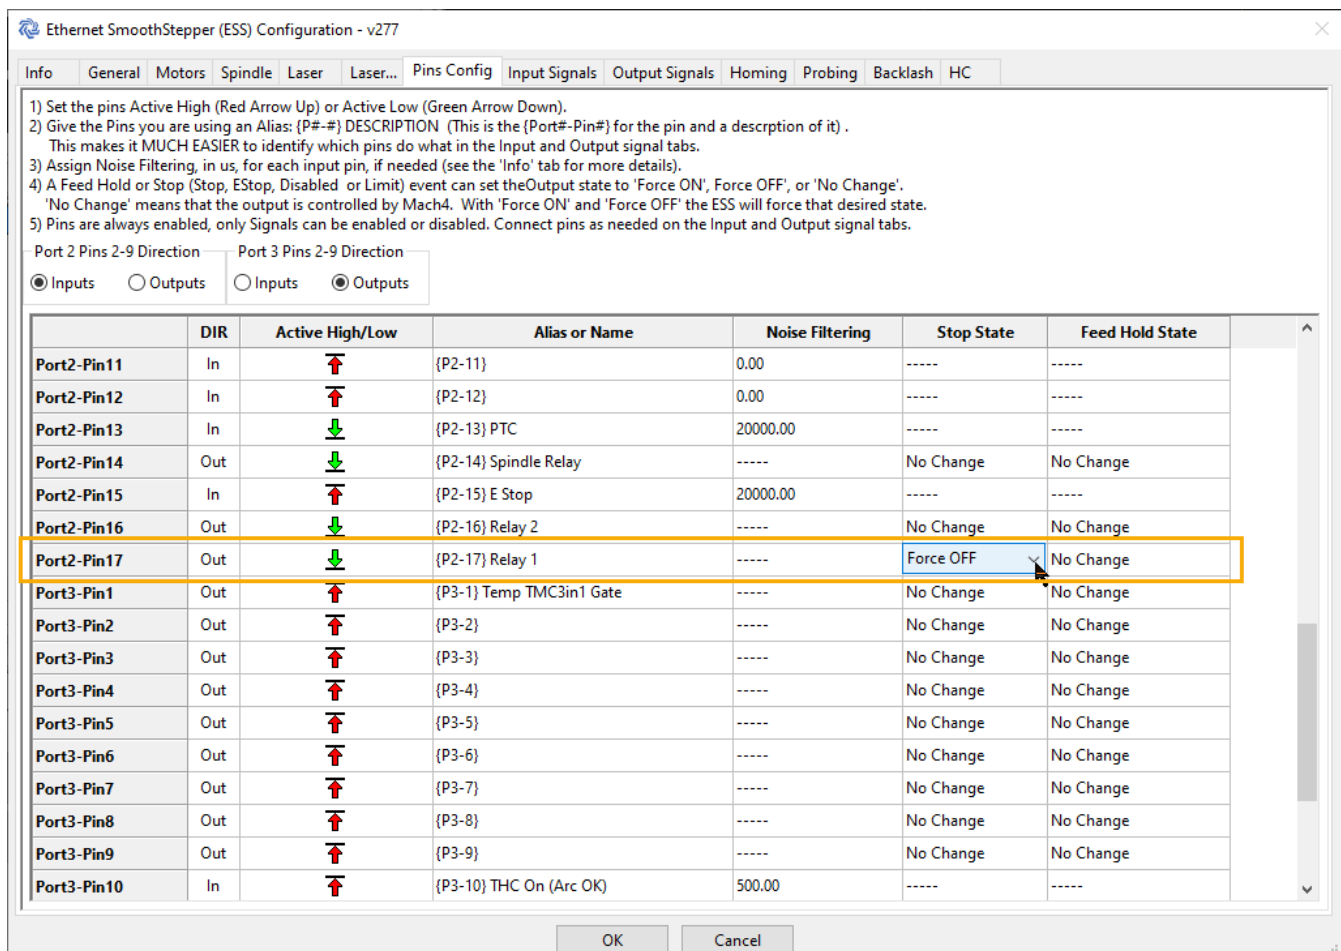 Ethernet SmoothStepper (ESS) Configuration - v277
Info General Motors Spindle Laser Laser... Pins Config Input Signals Output Signals Homing Probing Backlash HC
1) Set the pins Active High (Red Arrow Up) or Active Low (Green Arrow Down).
2) Give the Pins you are using an Alias: {P#-#} DESCRIPTION (This is the {Port#-Pin#} for the pin and a descrption of it) .
This makes it MUCH EASIER to identify which pins do what in the Input and Output signal tabs.
3) Assign Noise Filtering, in us, for each input pin, if needed (see the 'Info' tab for more details).
4) A Feed Hold or Stop (Stop, EStop, Disabled or Limit) event can set theOutput state to 'Force ON', Force OFF', or 'No Change'.
'No Change' means that the output is controlled by Mach4. With 'Force ON' and 'Force OFF' the ESS will force that desired state.
5) Pins are always enabled, only Signals can be enabled or disabled. Connect pins as needed on the Input and Output signal tabs.
Port 2 Pins 2-9 Direction Port 3 Pins 2-9 Direction
Inputs Outputs Inputs Outputs
DIR Active High/Low Alias or Name Noise Filtering Stop State Feed Hold State
Port2-Pin11 In {P2-11} 0.00 ----- -----
Port2-Pin12 In {P2-12} 0.00 ----- -----
Port2-Pin13 In {P2-13} PTC 20000.00 ----- -----
Port2-Pin14 Out {P2-14} Spindle Relay ----- No Change No Change
Port2-Pin15 In {P2-15} E Stop 20000.00 ----- -----
Port2-Pin16 Out {P2-16} Relay 2 ----- No Change No Change
Port2-Pin17 Out {P2-17} Relay 1 ----- Force OFF No Change
Port3-Pin1 Out {P3-1} Temp TMC3in1 Gate ----- No Change No Change
Port3-Pin2 Out {P3-2} ----- No Change No Change
Port3-Pin3 Out {P3-3} ----- No Change No Change
Port3-Pin4 Out {P3-4} ----- No Change No Change
Port3-Pin5 Out {P3-5} ----- No Change No Change
Port3-Pin6 Out {P3-6} ----- No Change No Change
Port3-Pin7 Out {P3-7} ----- No Change No Change
Port3-Pin8 Out {P3-8} ----- No Change No Change
Port3-Pin9 Out {P3-9} ----- No Change No Change
Port3-Pin10 In {P3-10} THC On (Arc OK) 500.00 ----- -----
OK Cancel